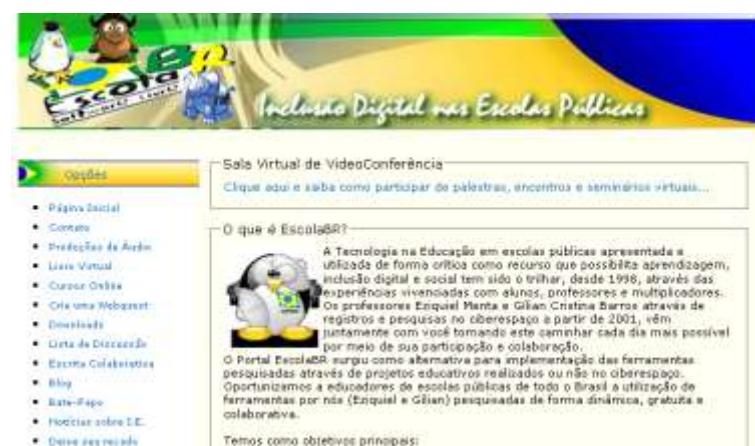 EscolaBR
software livre
Inclusão Digital nas Escolas Públicas
Opções
Página Inicial
Contato
Produções de Áudio
Livro Virtual
Cursos Online
Crie uma Webquest
Downloads
Lista de Discussão
Escrita Colaborativa
Blog
Bate-Papo
Notícias sobre I.E.
Deixe seu recado
Sala Virtual de VideoConferência
Clique aqui e saiba como participar de palestras, encontros e seminários virtuais...
O que é EscolaBR?
A Tecnologia na Educação em escolas públicas apresentada e
utilizada de forma crítica como recurso que possibilita aprendizagem,
inclusão digital e social tem sido o trilhar, desde 1998, através das
experiências vivenciadas com alunos, professores e multiplicadores.
Os professores Eziquiel Menta e Gilian Cristina Barros através de
registros e pesquisas no ciberespaço a partir de 2001, vêm
juntamente com você tornando este caminhar cada dia mais possível
por meio de sua participação e colaboração.
O Portal EscolaBR surgiu como alternativa para implementação das ferramentas
pesquisadas através de projetos educativos realizados ou não no ciberespaço.
Oportunizamos a educadores de escolas públicas de todo o Brasil a utilização de
ferramentas por nós (Eziquiel e Gilian) pesquisadas de forma dinâmica, gratuita e
colaborativa.
Temos como objetivos principais: